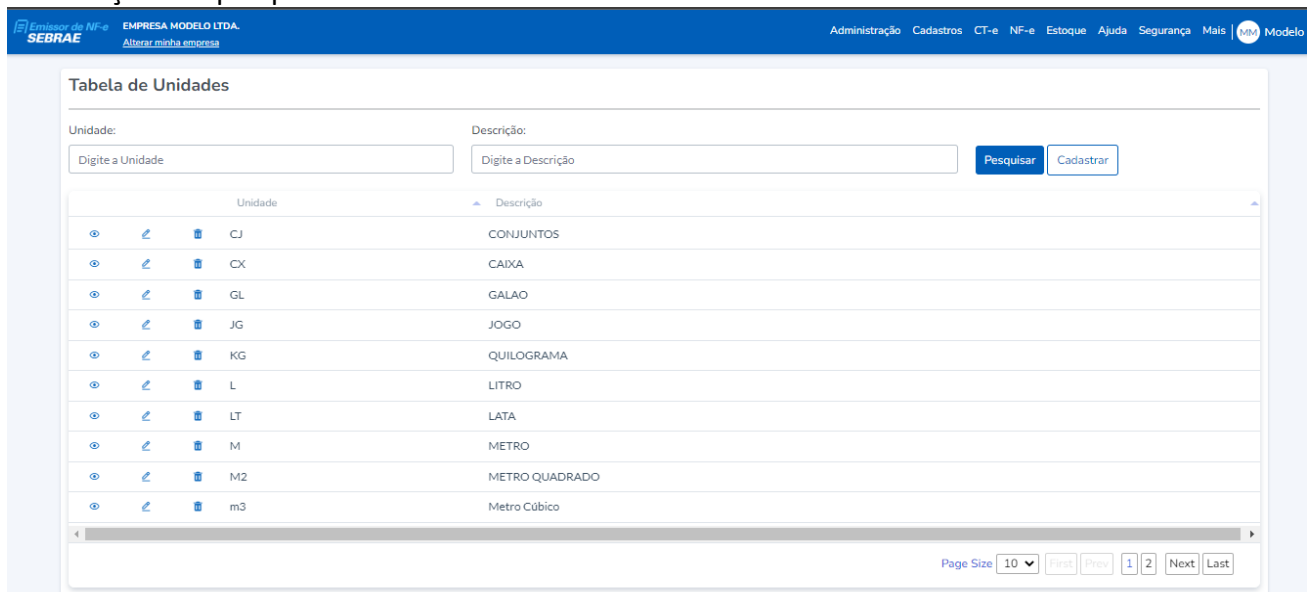 Emissor de NF-e EMPRESA MODELO LTDA.
SEBRAE Alterar minha empresa
Administração Cadastros CT-e NF-e Estoque Ajuda Segurança Mais | MM Modelo
Tabela de Unidades
Unidade: Descrição:
Digite a Unidade Digite a Descrição Pesquisar Cadastrar
Unidade Descrição
CJ CONJUNTOS
CX CAIXA
GL GALAO
JG JOGO
KG QUILOGRAMA
L LITRO
LT LATA
M METRO
M2 METRO QUADRADO
m3 Metro Cúbico
Page Size 10 First Prev 1 2 Next Last